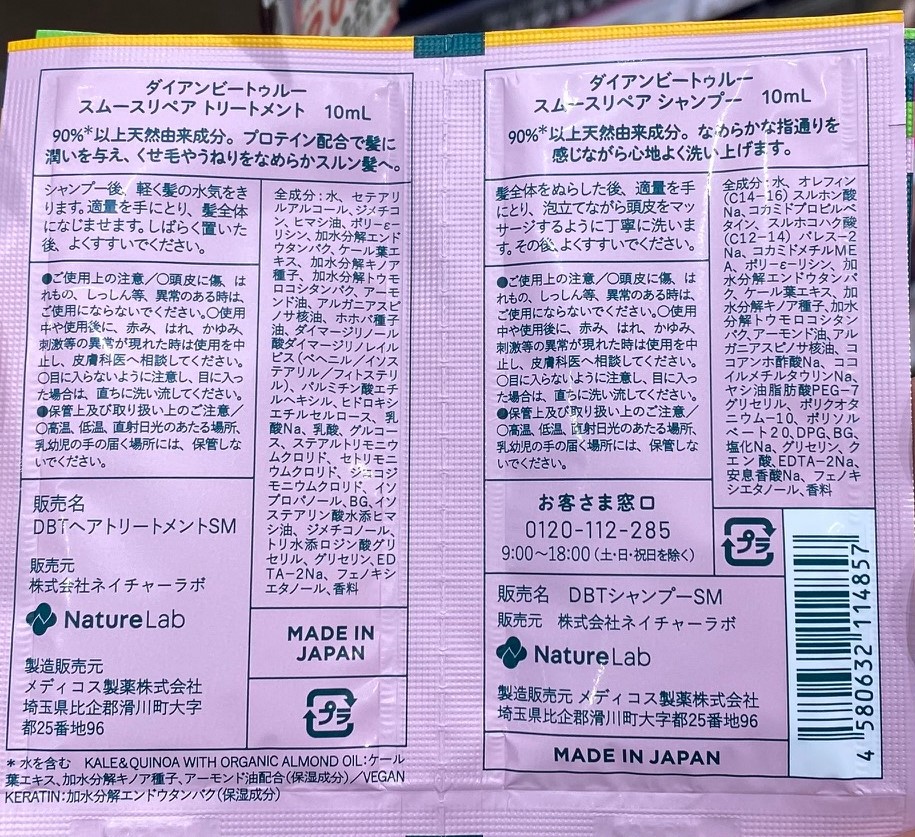 ダイアンビートゥルー
スムースリペア トリートメント 10mL
90%*以上天然由来成分。プロテイン配合で髪に
潤いを与え、くせ毛やうねりをなめらかスルン髪へ。
シャンプー後、軽く髪の水気をき
ります。適量を手にとり、髪全体
になじませます。しばらく置いた
後、よくすすいでください。
●ご使用上の注意/○頭皮に傷、は
れもの、しっしん等、異常のある時は、
ご使用にならないでください。○使用
中や使用後に、赤み、はれ、かゆみ、
刺激等の異常が現れた時は使用を中
止し、皮膚科医へ相談してください。
○目に入らないように注意し、目に入っ
た場合は、直ちに洗い流してください。
●保管上及び取り扱い上のご注意/
○高温、低温、直射日光のあたる場所、
乳幼児の手の届く場所には、保管しな
いでください。
全成分:水、セテアリ
ルアルコール、ジメチコ
ン、ヒマシ油、ポリ-ε-
リシン、加水分解エンド
ウタンパク、ケール葉エ
キス、加水分解キノア
種子、加水分解トウモ
ロコシタンパク、アーモ
ンド油、アルガニアスピ
ノサ核油、ホホバ種子
油、ダイマージリノール
酸ダイマージリノレイル
ビス(ベヘニル/イソス
テアリル/フィトステリ
ル)、パルミチン酸エチ
ルヘキシル、ヒドロキシ
エチルセルロース、乳
酸Na、乳酸、グルコー
ス、ステアルトリモニウ
ムクロリド、セトリモニ
ウムクロリド、ジココジ
モニウムクロリド、イソ
プロパノール、BG、イソ
ステアリン酸水添ヒマ
シ油、ジメチコノール、
トリ水添ロジン酸グリ
セリル、グリセリン、ED
TA-2Na、フェノキシ
エタノール、香料
販売名
DBTヘアトリートメントSM
販売元
株式会社ネイチャーラボ
NatureLab
製造販売元
メディコス製薬株式会社
埼玉県比企郡滑川町大字
都25番地96
MADE IN
JAPAN
プラ
*水を含む KALE&QUINOA WITH ORGANIC ALMOND OIL:ケール
葉エキス、加水分解キノア種子、アーモンド油配合(保湿成分)/VEGAN
KERATIN:加水分解エンドウタンパク(保湿成分)
ダイアンビートゥルー
スムースリペア シャンプー 10mL
90%*以上天然由来成分。なめらかな指通りを
感じながら心地よく洗い上げます。
髪全体をぬらした後、適量を手
にとり、泡立てながら頭皮をマッ
サージするように丁寧に洗いま
す。その後、よくすすいでください。
●ご使用上の注意/○頭皮に傷、は
れもの、しっしん等、異常のある時は、
ご使用にならないでください。○使用
中や使用後に、赤み、はれ、かゆみ、
刺激等の異常が現れた時は使用を中
止し、皮膚科医へ相談してください。
○目に入らないように注意し、目に入っ
た場合は、直ちに洗い流してください。
●保管上及び取り扱い上のご注意/
○高温、低温、直射日光のあたる場所、
乳幼児の手の届く場所には、保管しな
いでください。
全成分:水、オレフィン
(C14-16)スルホン酸
Na、コカミドプロピルベ
タイン、スルホコハク酸
(C12-14)パレス-2
Na、コカミドメチルME
A、ポリ-ε-リシン、加
水分解エンドウタンパ
ク、ケール葉エキス、加
水分解キノア種子、加水
分解トウモロコシタン
パク、アーモンド油、アル
ガニアスピノサ核油、コ
コアンホ酢酸Na、ココ
イルメチルタウリンNa、
ヤシ油脂肪酸PEG-7
グリセリル、ポリクオタ
ニウム-10、ポリソル
ベート20、DPG、BG、
塩化Na、グリセリン、ク
エン酸、EDTA-2Na、
安息香酸Na、フェノキ
シエタノール、香料
お客さま窓口
0120-112-285
9:00~18:00(土・日・祝日を除く)
プラ
販売名 DBTシャンプーSM
販売元 株式会社ネイチャーラボ
NatureLab
製造販売元 メディコス製薬株式会社
埼玉県比企郡滑川町大字都25番地96
MADE IN JAPAN
4 580632 114857